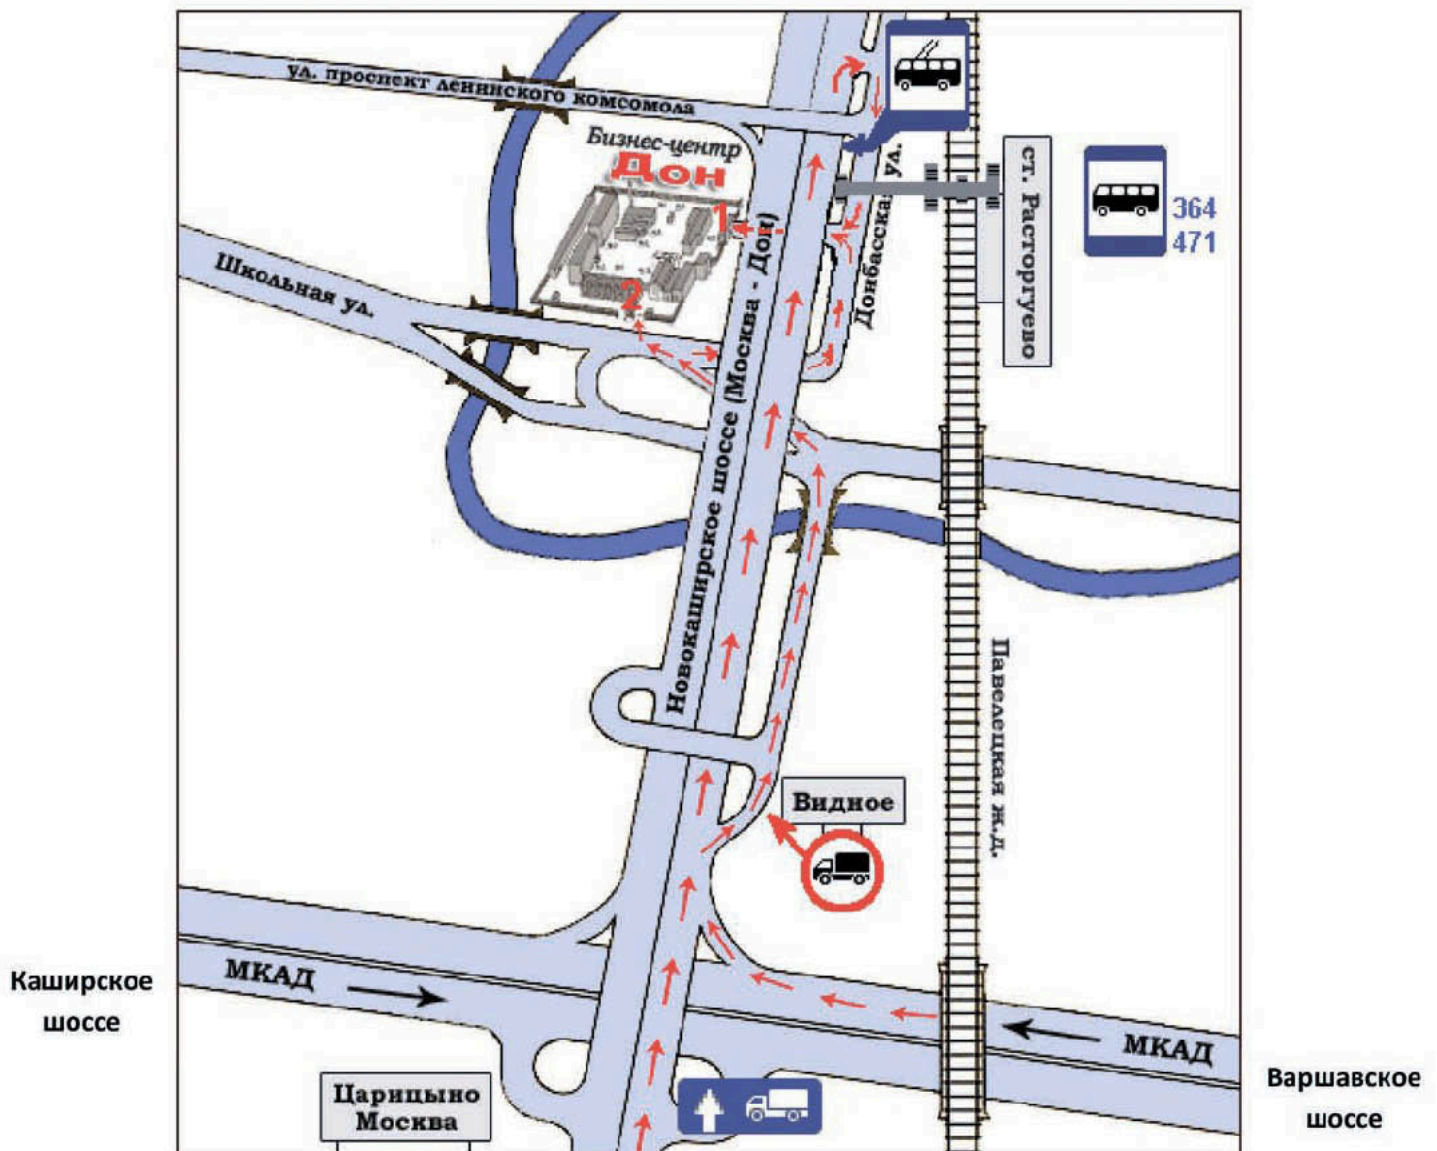 ул. проспект ленинского комсомола
Бизнес-центр
Дон
1
2
ст. Расторгуево
364
471
Донбасская ул.
Школьная ул.
Новокаширское шоссе (Москва - Дон)
Павелецкая ж.д.
Видное
Каширское
шоссе
МКАД
МКАД
Варшавское
шоссе
Царицыно
Москва